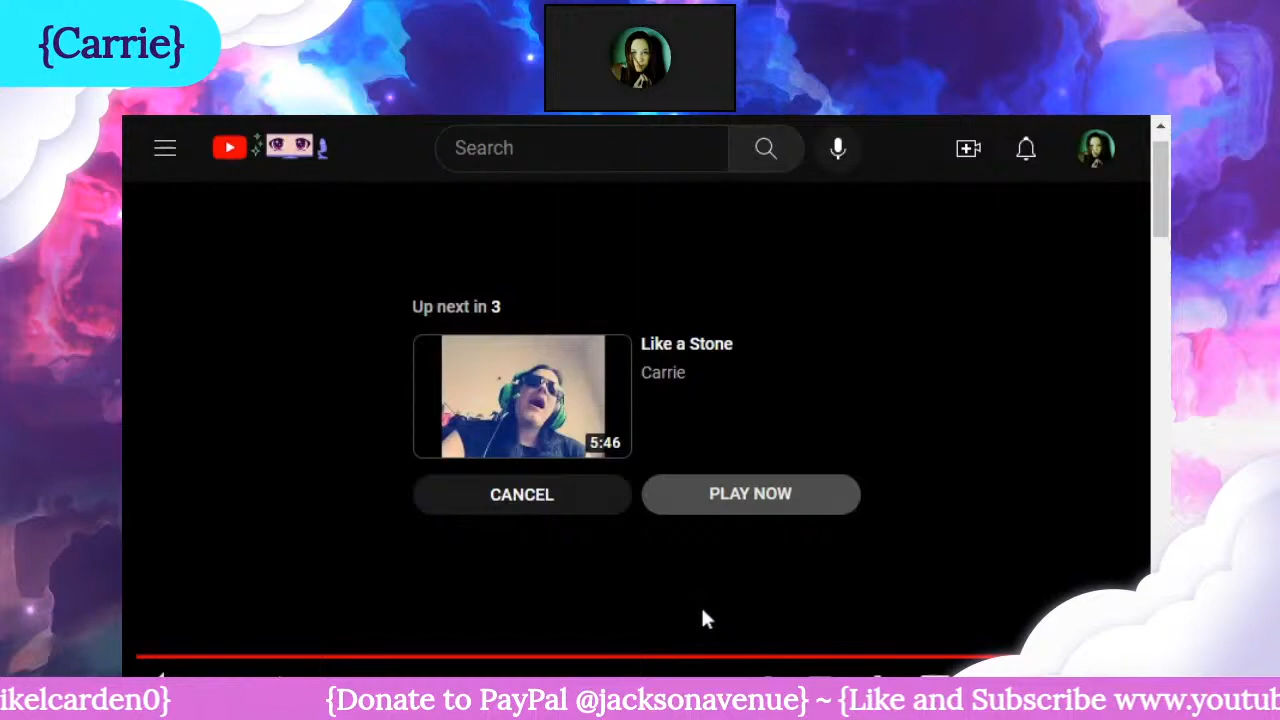 {Carrie}
Search
Up next in 3
Like a Stone
Carrie
5:46
CANCEL
PLAY NOW
ikelcarden0} {Donate to PayPal @jacksonavenue} ~ {Like and Subscribe www.youtub